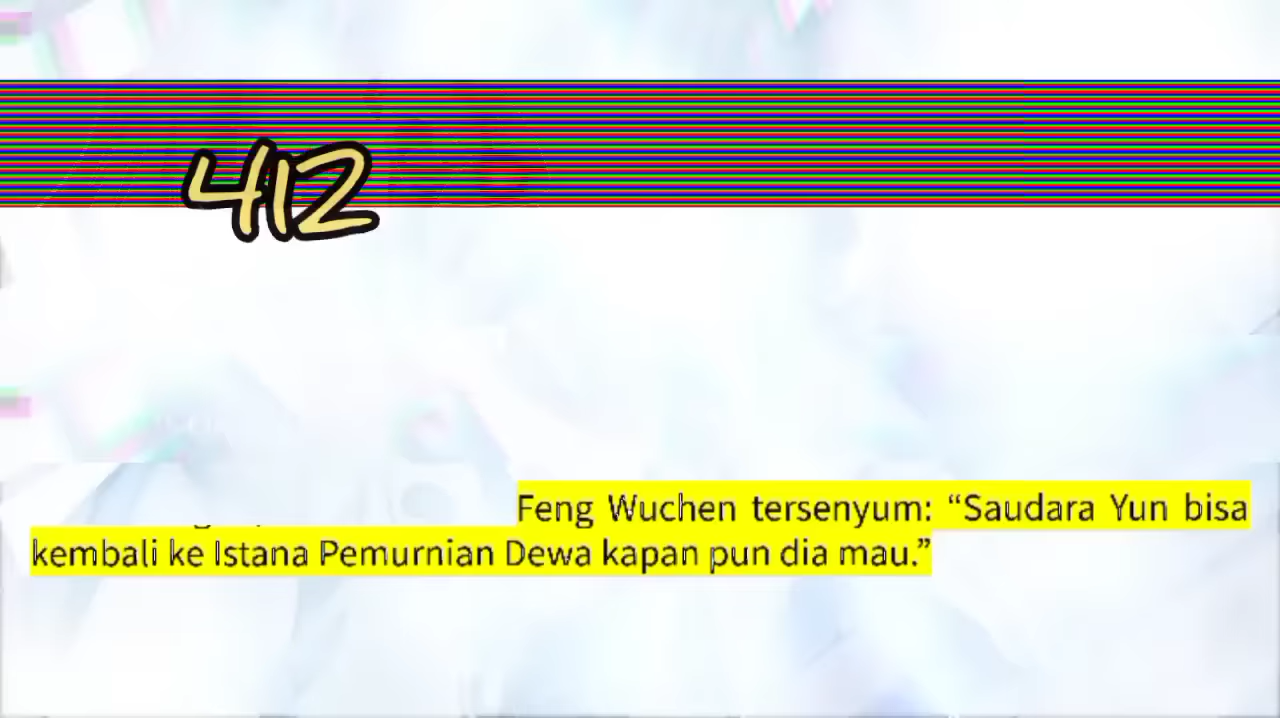 412
Feng Wuchen tersenyum: “Saudara Yun bisa
kembali ke Istana Pemurnian Dewa kapan pun dia mau.”